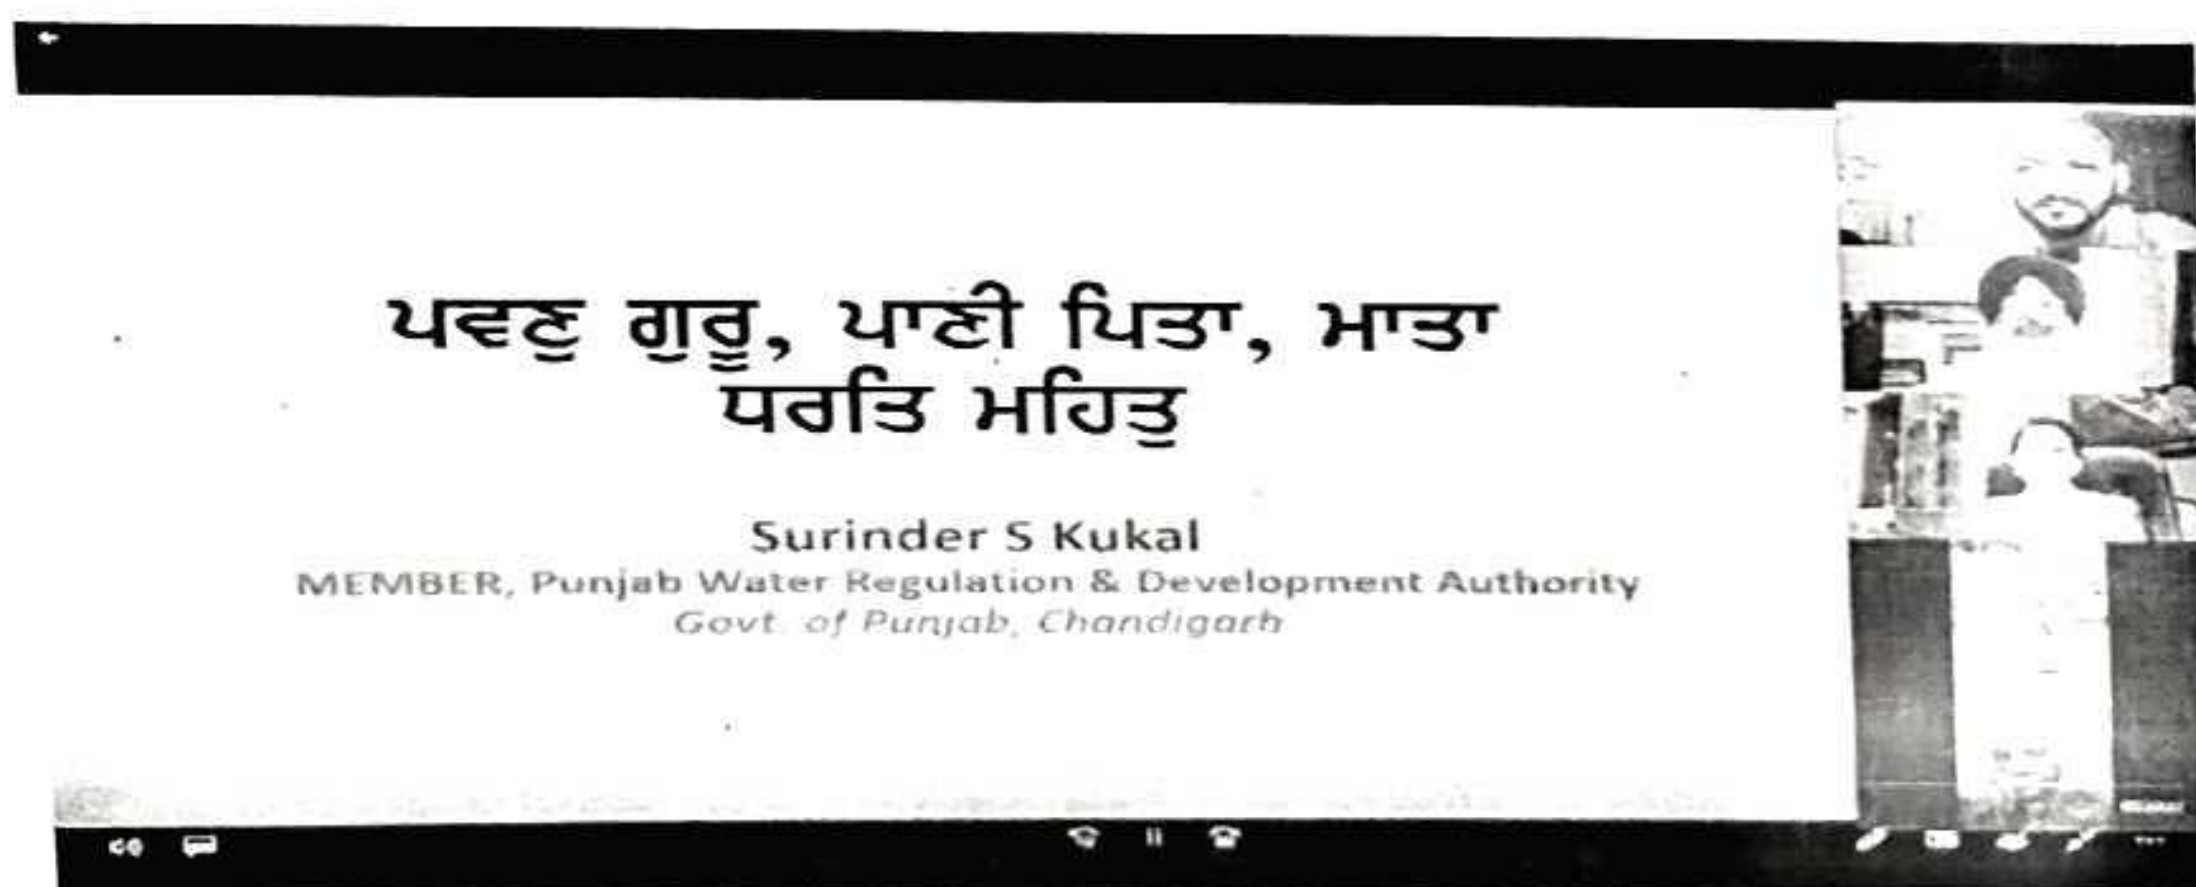 ਪਵਣੁ ਗੁਰੂ, ਪਾਣੀ ਪਿਤਾ, ਮਾਤਾ
ਧਰਤਿ ਮਹਿਤੁ
Surinder S Kukal
MEMBER, Punjab Water Regulation & Development Authority
Govt. of Punjab, Chandigarh